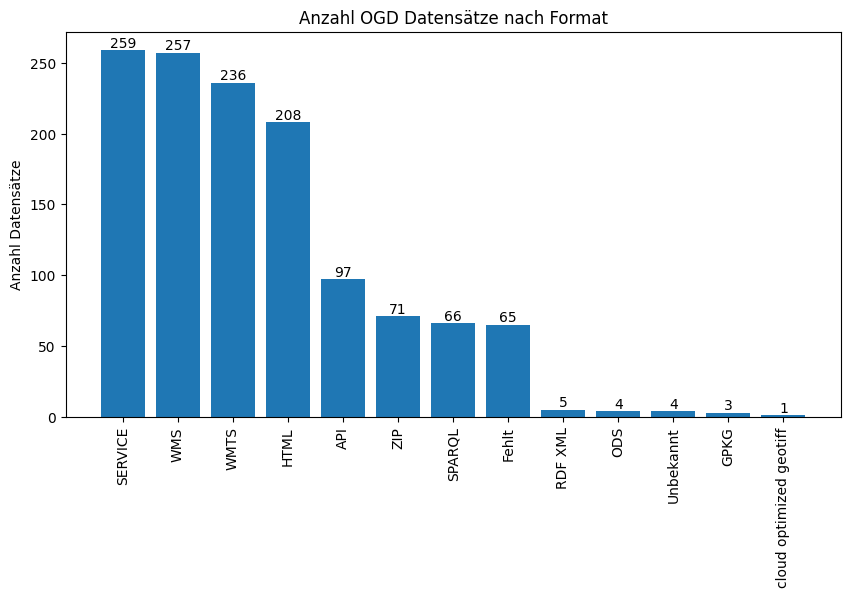 Anzahl OGD Datensätze nach Format
Anzahl Datensätze
250
200
150
100
50
0
259
257
236
208
97
71
66
65
5
4
4
3
1
SERVICE
WMS
WMTS
HTML
API
ZIP
SPARQL
Fehlt
RDF XML
ODS
Unbekannt
GPKG
cloud optimized geotiff